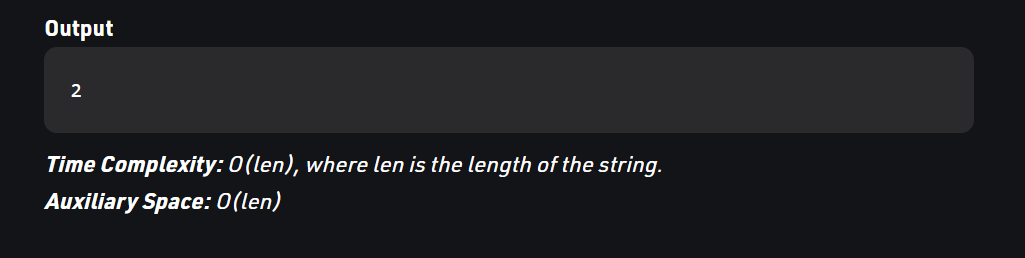 Output
2
Time Complexity: O(len), where len is the length of the string.
Auxiliary Space: O(len)